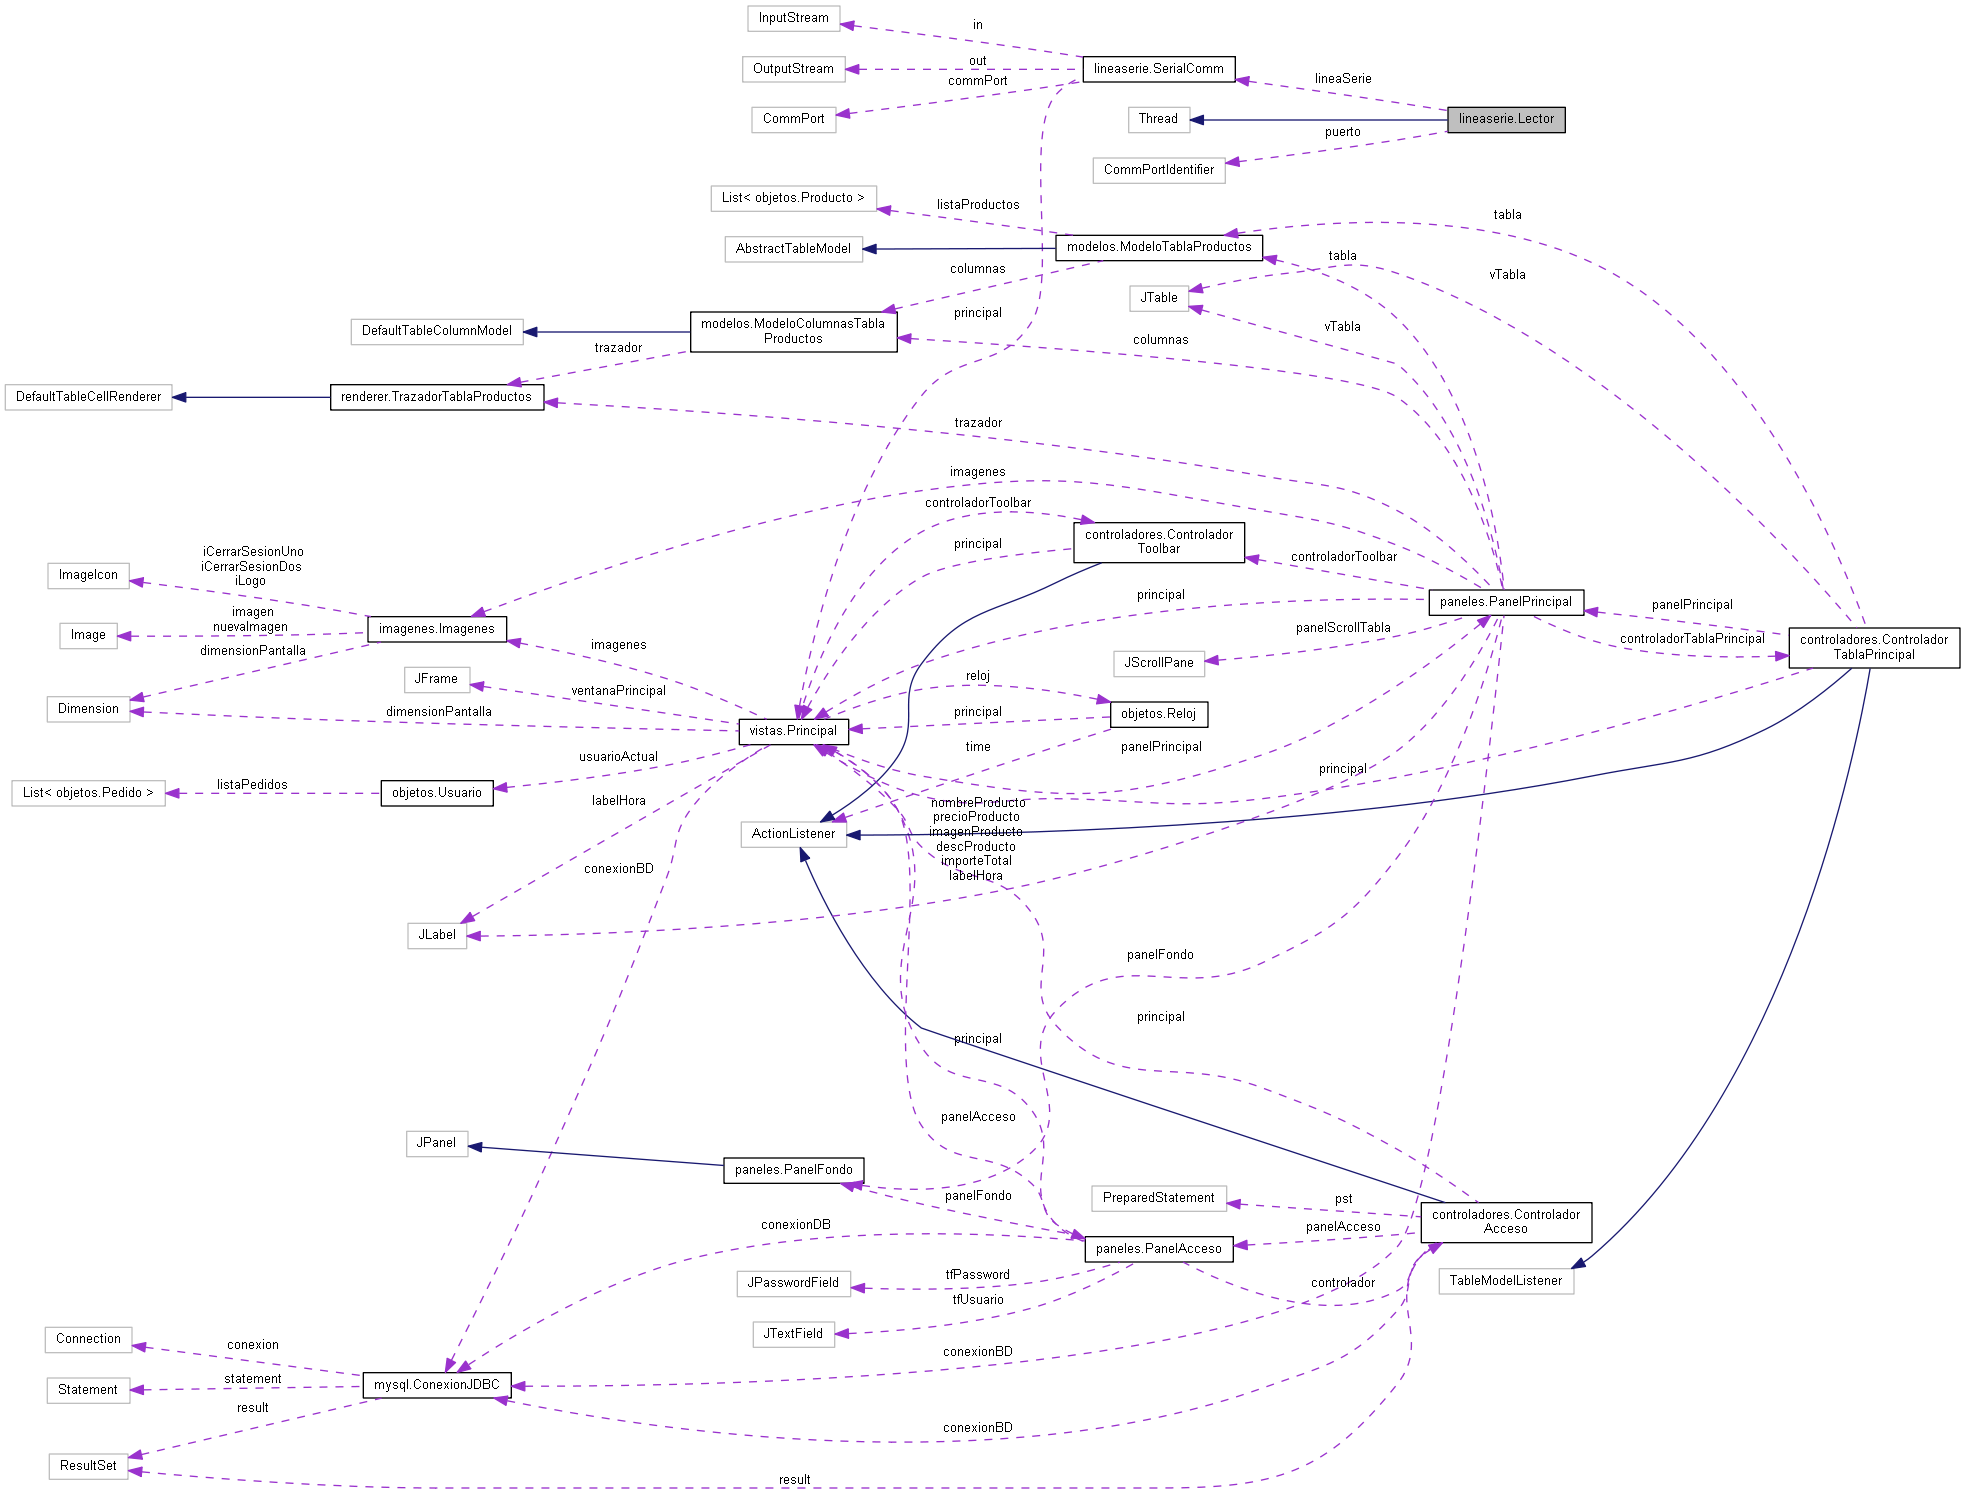 InputStream
in
OutputStream
out
lineaserie.SerialComm
lineaSerie
commPort
CommPort
Thread
lineaserie.Lector
puerto
CommPortIdentifier
List< objetos.Producto >
listaProductos
tabla
AbstractTableModel
modelos.ModeloTablaProductos
tabla
columnas
vTabla
JTable
principal
vTabla
DefaultTableColumnModel
modelos.ModeloColumnasTabla
Productos
columnas
trazador
DefaultTableCellRenderer
renderer.TrazadorTablaProductos
trazador
imagenes
controladorToolbar
controladores.Controlador
Toolbar
principal
controladorToolbar
iCerrarSesionUno
iCerrarSesionDos
iLogo
ImageIcon
imagen
nuevaImagen
Image
imagenes.Imagenes
principal
paneles.PanelPrincipal
panelPrincipal
panelScrollTabla
controladorTablaPrincipal
controladores.Controlador
TablaPrincipal
dimensionPantalla
imagenes
JScrollPane
JFrame
ventanaPrincipal
reloj
Dimension
dimensionPantalla
vistas.Principal
principal
objetos.Reloj
time
panelPrincipal
usuarioActual
principal
List< objetos.Pedido >
listaPedidos
objetos.Usuario
labelHora
nombreProducto
precioProducto
imagenProducto
descProducto
importeTotal
labelHora
ActionListener
conexionBD
JLabel
panelFondo
principal
principal
panelAcceso
JPanel
paneles.PanelFondo
panelFondo
PreparedStatement
pst
controladores.Controlador
Acceso
conexionDB
panelAcceso
paneles.PanelAcceso
tfPassword
JPasswordField
controlador
TableModelListener
tfUsuario
JTextField
Connection
conexion
conexionBD
Statement
statement
mysql.ConexionJDBC
result
conexionBD
ResultSet
result